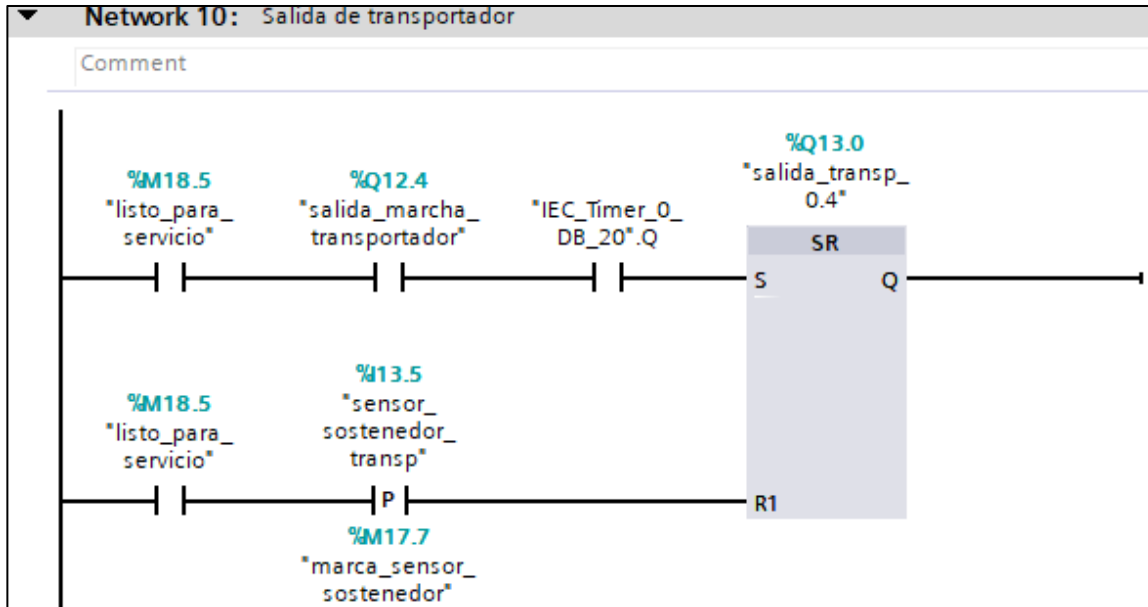 Network 10: Salida de transportador
Comment
%Q13.0
"salida_transp_
0.4"
%M18.5
"listo_para_
servicio"
%Q12.4
"salida_marcha_
transportador"
"IEC_Timer_0_
DB_20".Q
SR
S
Q
%I13.5
"sensor_
sostenedor_
transp"
%M18.5
"listo_para_
servicio"
P
R1
%M17.7
"marca_sensor_
sostenedor"